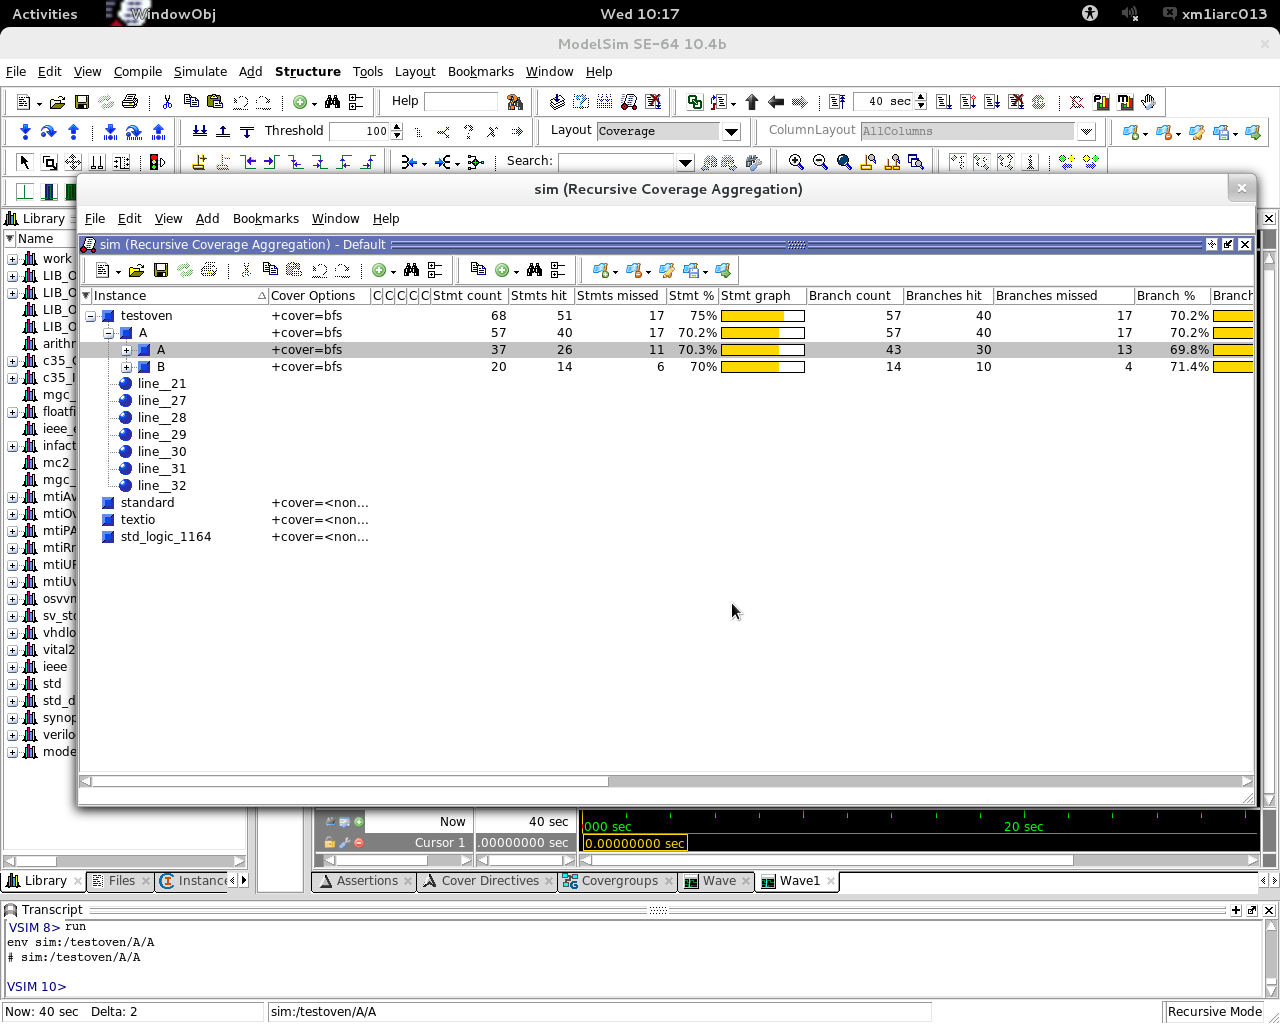 Activities WindowObj Wed 10:17 xm1iarc013
ModelSim SE-64 10.4b
File Edit View Compile Simulate Add Structure Tools Layout Bookmarks Window Help
Help 40 sec
Threshold 100 Layout Coverage ColumnLayout AllColumns
Search:
sim (Recursive Coverage Aggregation)
Library
File Edit View Add Bookmarks Window Help
Name
sim (Recursive Coverage Aggregation) - Default
work
LIB_O
LIB_O
LIB_O
LIB_O
arithr
c35_C
c35_I
mgc_
floatfi
ieee_e
infact
mc2_
mgc_
mtiAv
mtiOv
mtiPA
mtiRn
mtiUF
mtiUv
osvvn
sv_std
vhdlo
vital2
ieee
std
std_d
synop
verilo
mode
Instance Cover Options C C C C C Stmt count Stmts hit Stmts missed Stmt % Stmt graph Branch count Branches hit Branches missed Branch % Branch
testoven +cover=bfs 68 51 17 75% 57 40 17 70.2%
A +cover=bfs 57 40 17 70.2% 57 40 17 70.2%
A +cover=bfs 37 26 11 70.3% 43 30 13 69.8%
B +cover=bfs 20 14 6 70% 14 10 4 71.4%
line__21
line__27
line__28
line__29
line__30
line__31
line__32
standard +cover=<non...
textio +cover=<non...
std_logic_1164 +cover=<non...
Now 40 sec 000 sec 20 sec
Cursor 1 .00000000 sec 0.00000000 sec
Library Files Instance Assertions Cover Directives Covergroups Wave Wave1
Transcript
VSIM 8> run
env sim:/testoven/A/A
# sim:/testoven/A/A
VSIM 10>
Now: 40 sec Delta: 2 sim:/testoven/A/A Recursive Mode